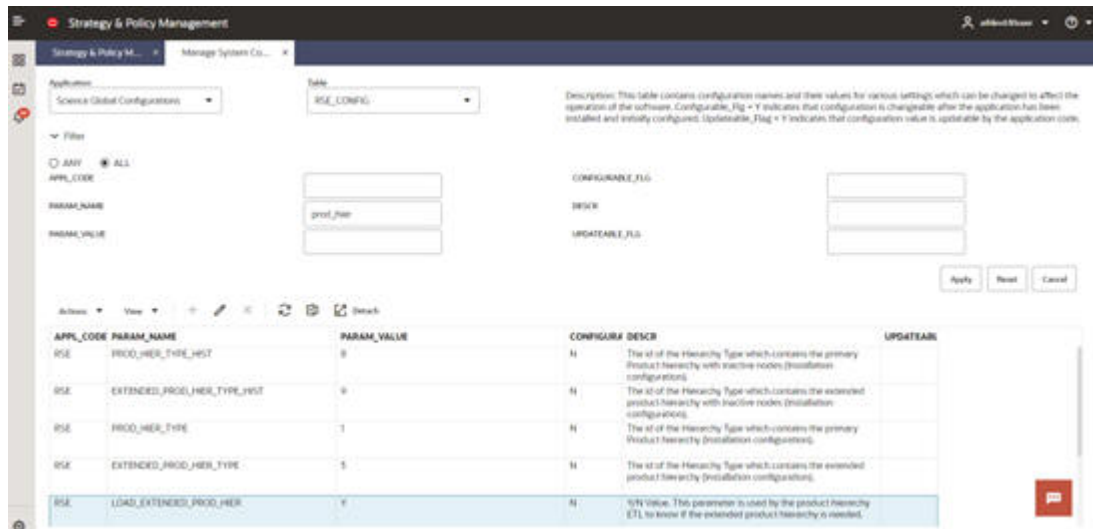 Strategy & Policy Management
Strategy & Policy M... ×
Manage System Co... ×
Application
Science Global Configurations
Table
RSE_CONFIG
Description: This table contains configuration names and their values for various settings which can be changed to affect the
operation of the software. Configurable_Flg = Y indicates that configuration is changeable after the application has been
installed and initially configured. Updateable_Flag = Y indicates that configuration value is updatable by the application code.
Filter
ANY ALL
APPL_CODE
CONFIGURABLE_FLG
PARAM_NAME
prod_hier
DESCR
PARAM_VALUE
UPDATEABLE_FLG
Apply Reset Cancel
Actions View Detach
APPL_CODE PARAM_NAME PARAM_VALUE CONFIGURA DESCR UPDATEABL
RSE PROD_HIER_TYPE_HIST 8 N The id of the Hierarchy Type which contains the primary
Product hierarchy with inactive nodes (Installation
configuration).
RSE EXTENDED_PROD_HIER_TYPE_HIST 9 N The id of the Hierarchy Type which contains the extended
product hierarchy with inactive nodes (Installation
configuration).
RSE PROD_HIER_TYPE 1 N The id of the Hierarchy Type which contains the primary
Product hierarchy (Installation configuration).
RSE EXTENDED_PROD_HIER_TYPE 5 N The id of the Hierarchy Type which contains the extended
product hierarchy (Installation configuration).
RSE LOAD_EXTENDED_PROD_HIER Y N Y/N Value. This parameter is used by the product hierarchy
ETL to know if the extended product hierarchy is needed.